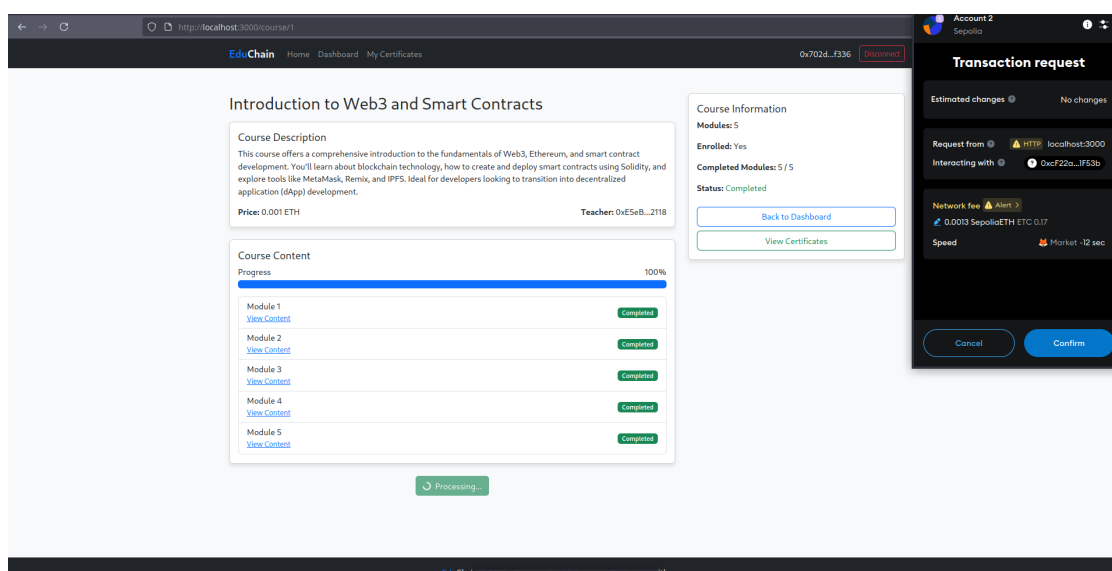 http://localhost:3000/course/1
EduChain Home Dashboard My Certificates
0x702d...f336 Disconnect
Introduction to Web3 and Smart Contracts
Course Description
This course offers a comprehensive introduction to the fundamentals of Web3, Ethereum, and smart contract
development. You'll learn about blockchain technology, how to create and deploy smart contracts using Solidity, and
explore tools like MetaMask, Remix, and IPFS. Ideal for developers looking to transition into decentralized
application (dApp) development.
Price: 0.001 ETH Teacher: 0xE5eB...2118
Course Content
Progress 100%
Module 1
View Content
Completed
Module 2
View Content
Completed
Module 3
View Content
Completed
Module 4
View Content
Completed
Module 5
View Content
Completed
Processing...
Course Information
Modules: 5
Enrolled: Yes
Completed Modules: 5 / 5
Status: Completed
Back to Dashboard
View Certificates
Account 2
Sepolia
Transaction request
Estimated changes No changes
Request from HTTP localhost:3000
Interacting with 0xcF22a...1F53b
Network fee Alert >
0.0013 SepoliaETH ETC 0.17
Speed Market ~12 sec
Cancel Confirm